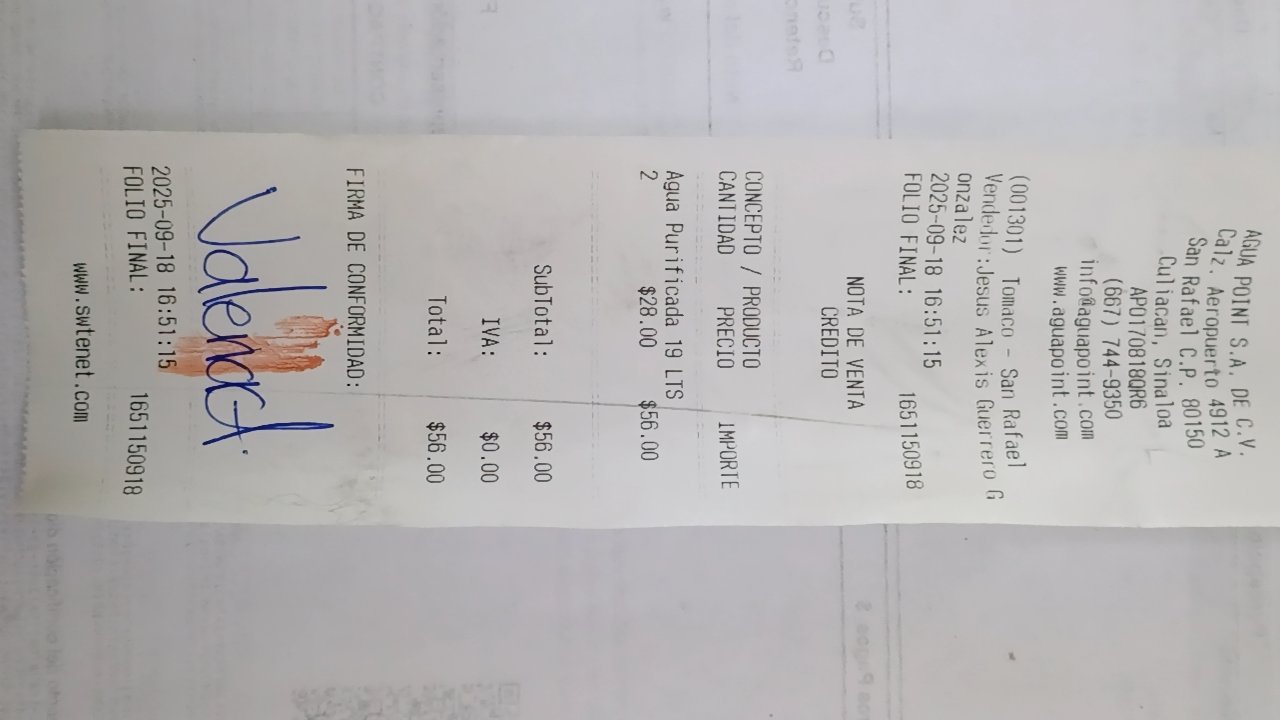 AGUA POINT S.A. DE C.V.
Calz. Aeropuerto 4912 A
San Rafael C.P. 80150
Culiacan, Sinaloa
APO170818QR6
(667) 744-9350
info@aguapoint.com
www.aguapoint.com
(001301) Tomaco - San Rafael
Vendedor:Jesus Alexis Guerrero G
onzalez
2025-09-18 16:51:15
FOLIO FINAL: 1651150918
NOTA DE VENTA
CREDITO
CONCEPTO / PRODUCTO
CANTIDAD PRECIO IMPORTE
Agua Purificada 19 LTS
2 $28.00 $56.00
SubTotal: $56.00
IVA: $0.00
Total: $56.00
FIRMA DE CONFORMIDAD:
2025-09-18 16:51:15
FOLIO FINAL: 1651150918
www.swtenet.com